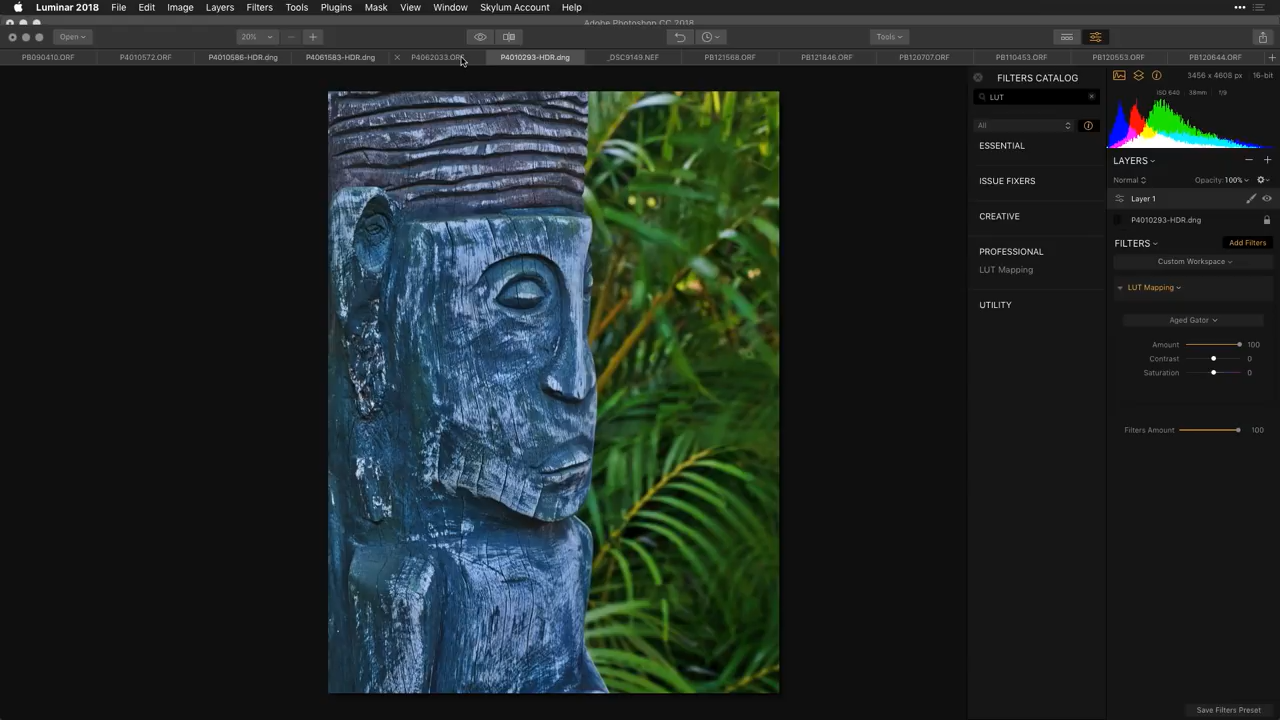 Luminar 2018 File Edit Image Layers Filters Tools Plugins Mask View Window Skylum Account Help
Adobe Photoshop CC 2018
Open 20% Tools
PB090410.ORF P4010572.ORF P4010586-HDR.dng P4061583-HDR.dng P4062033.ORF P4010293-HDR.dng _DSC9149.NEF PB121568.ORF PB121846.ORF PB120707.ORF PB110453.ORF PB120553.ORF PB120644.ORF
FILTERS CATALOG
LUT
All
ESSENTIAL
ISSUE FIXERS
CREATIVE
PROFESSIONAL
LUT Mapping
UTILITY
3456 x 4608 px 16-bit
ISO 640 38mm f/9
LAYERS
Normal Opacity: 100%
Layer 1
P4010293-HDR.dng
FILTERS Add Filters
Custom Workspace
LUT Mapping
Aged Gator
Amount 100
Contrast 0
Saturation 0
Filters Amount 100
Save Filters Preset